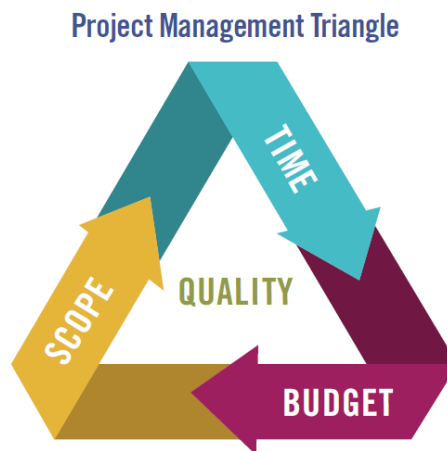 Project Management Triangle
TIME
QUALITY
SCOPE
BUDGET